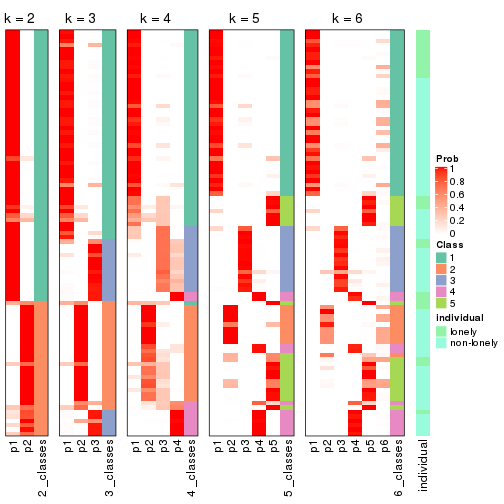 k = 2 k = 3 k = 4 k = 5 k = 6
p1 p2 2_classes p1 p2 p3 3_classes p1 p2 p3 p4 4_classes p1 p2 p3 p4 p5 5_classes p1 p2 p3 p4 p5 p6 6_classes individual
Prob
1
0.8
0.6
0.4
0.2
0
Class
1
2
3
4
5
individual
lonely
non-lonely